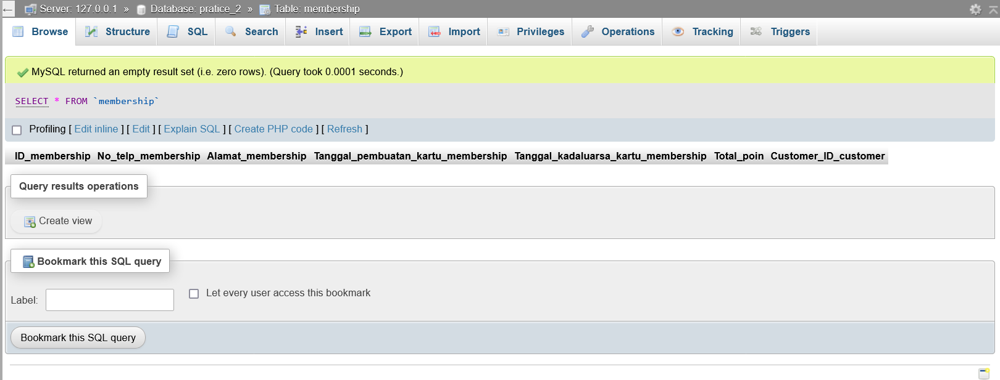 Server: 127.0.0.1 » Database: pratice_2 » Table: membership
Browse Structure SQL Search Insert Export Import Privileges Operations Tracking Triggers
MySQL returned an empty result set (i.e. zero rows). (Query took 0.0001 seconds.)
SELECT * FROM `membership`
Profiling [ Edit inline ] [ Edit ] [ Explain SQL ] [ Create PHP code ] [ Refresh ]
ID_membership No_telp_membership Alamat_membership Tanggal_pembuatan_kartu_membership Tanggal_kadaluarsa_kartu_membership Total_poin Customer_ID_customer
Query results operations
Create view
Bookmark this SQL query
Label: Let every user access this bookmark
Bookmark this SQL query